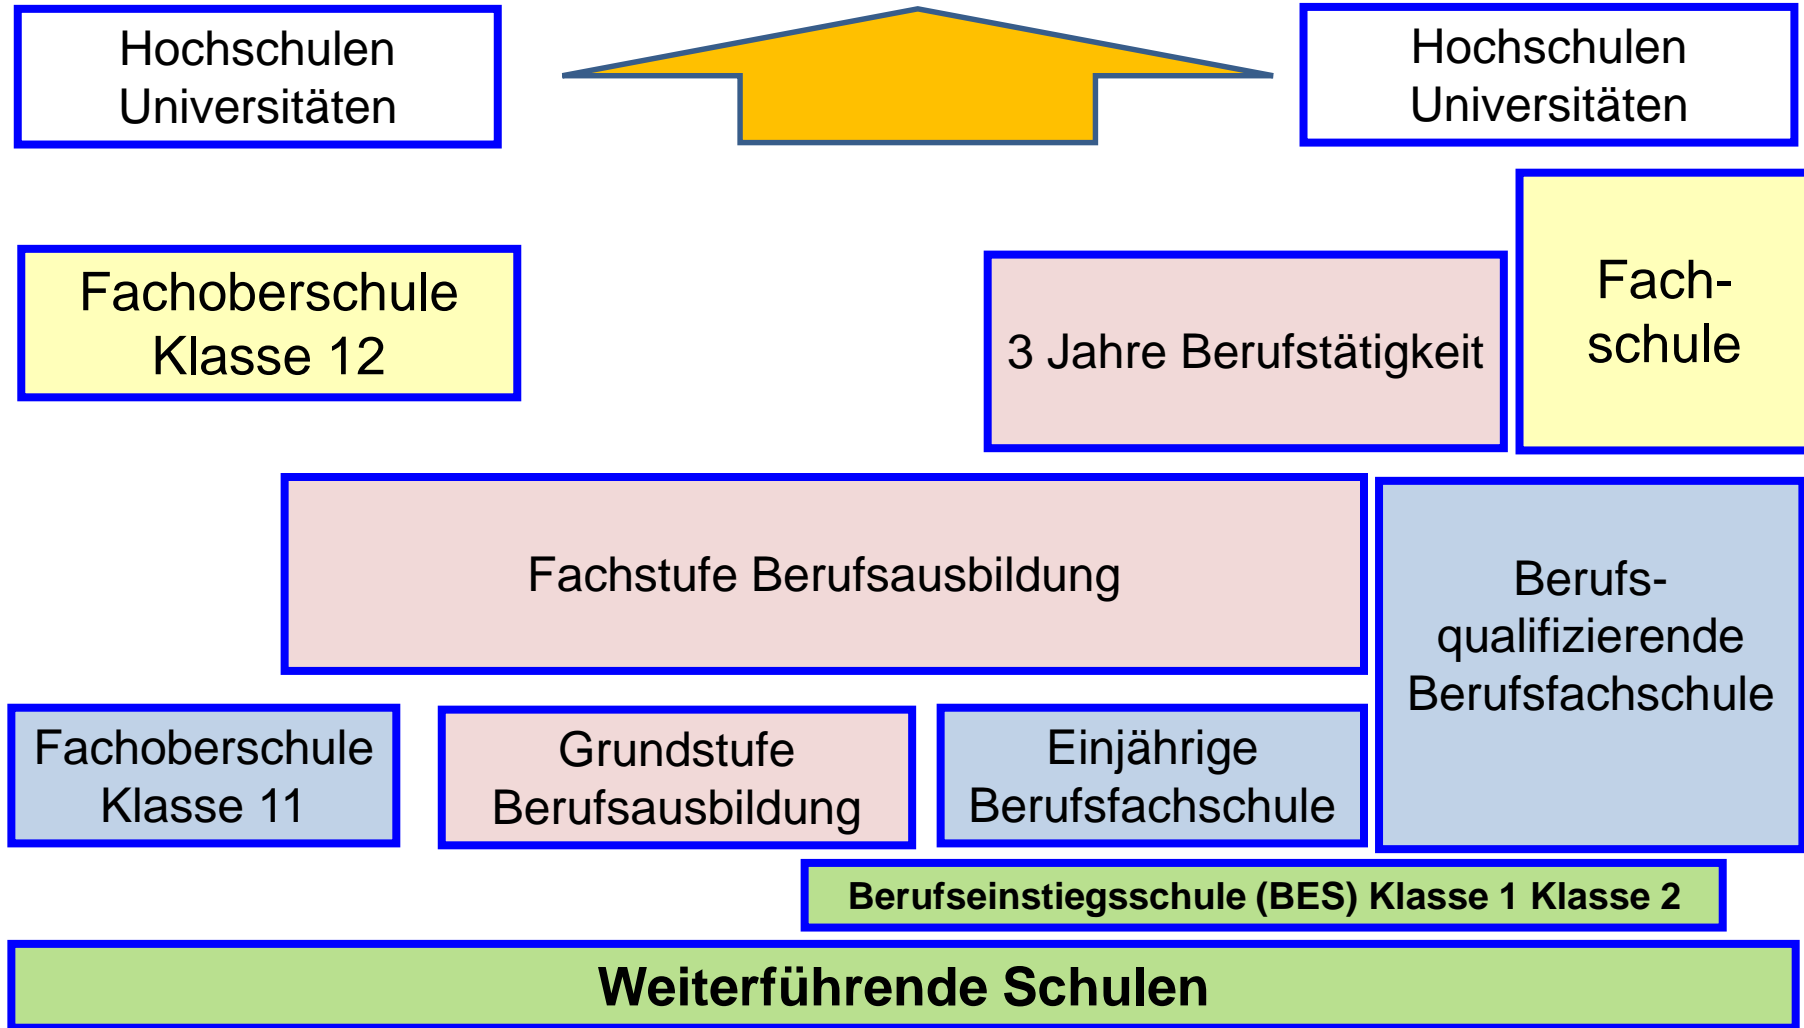 Hochschulen
Universitäten
Hochschulen
Universitäten
Fachoberschule
Klasse 12
3 Jahre Berufstätigkeit
Fach-
schule
Fachstufe Berufsausbildung
Berufs-
qualifizierende
Berufsfachschule
Fachoberschule
Klasse 11
Grundstufe
Berufsausbildung
Einjährige
Berufsfachschule
Berufseinstiegsschule (BES) Klasse 1 Klasse 2
Weiterführende Schulen